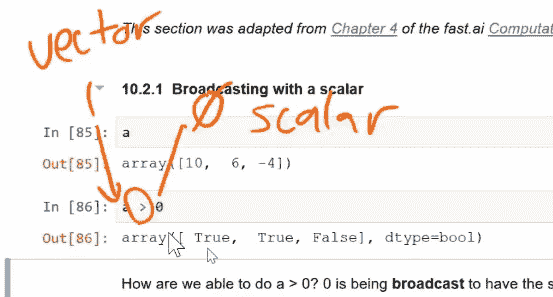 This section was adapted from Chapter 4 of the fast.ai Computat
vector
10.2.1 Broadcasting with a scalar
0 scalar
In [85]: a
Out[85]: array([10, 6, -4])
In [86]: a > 0
Out[86]: array([ True, True, False], dtype=bool)
How are we able to do a > 0? 0 is being broadcast to have the s